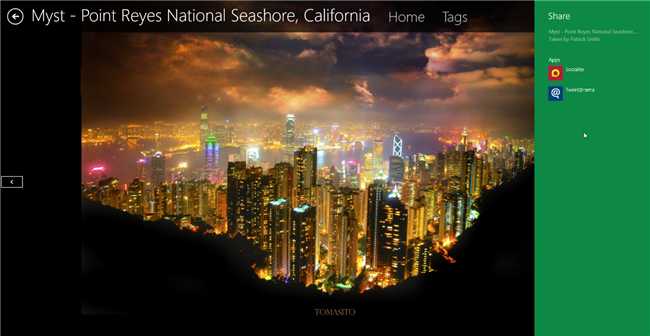 Myst - Point Reyes National Seashore, California Home Tags
Share
Myst - Point Reyes National Seashore,...
Taken by Patrick Smith
Apps
Socialite
Tweet@rama
TOMASITO